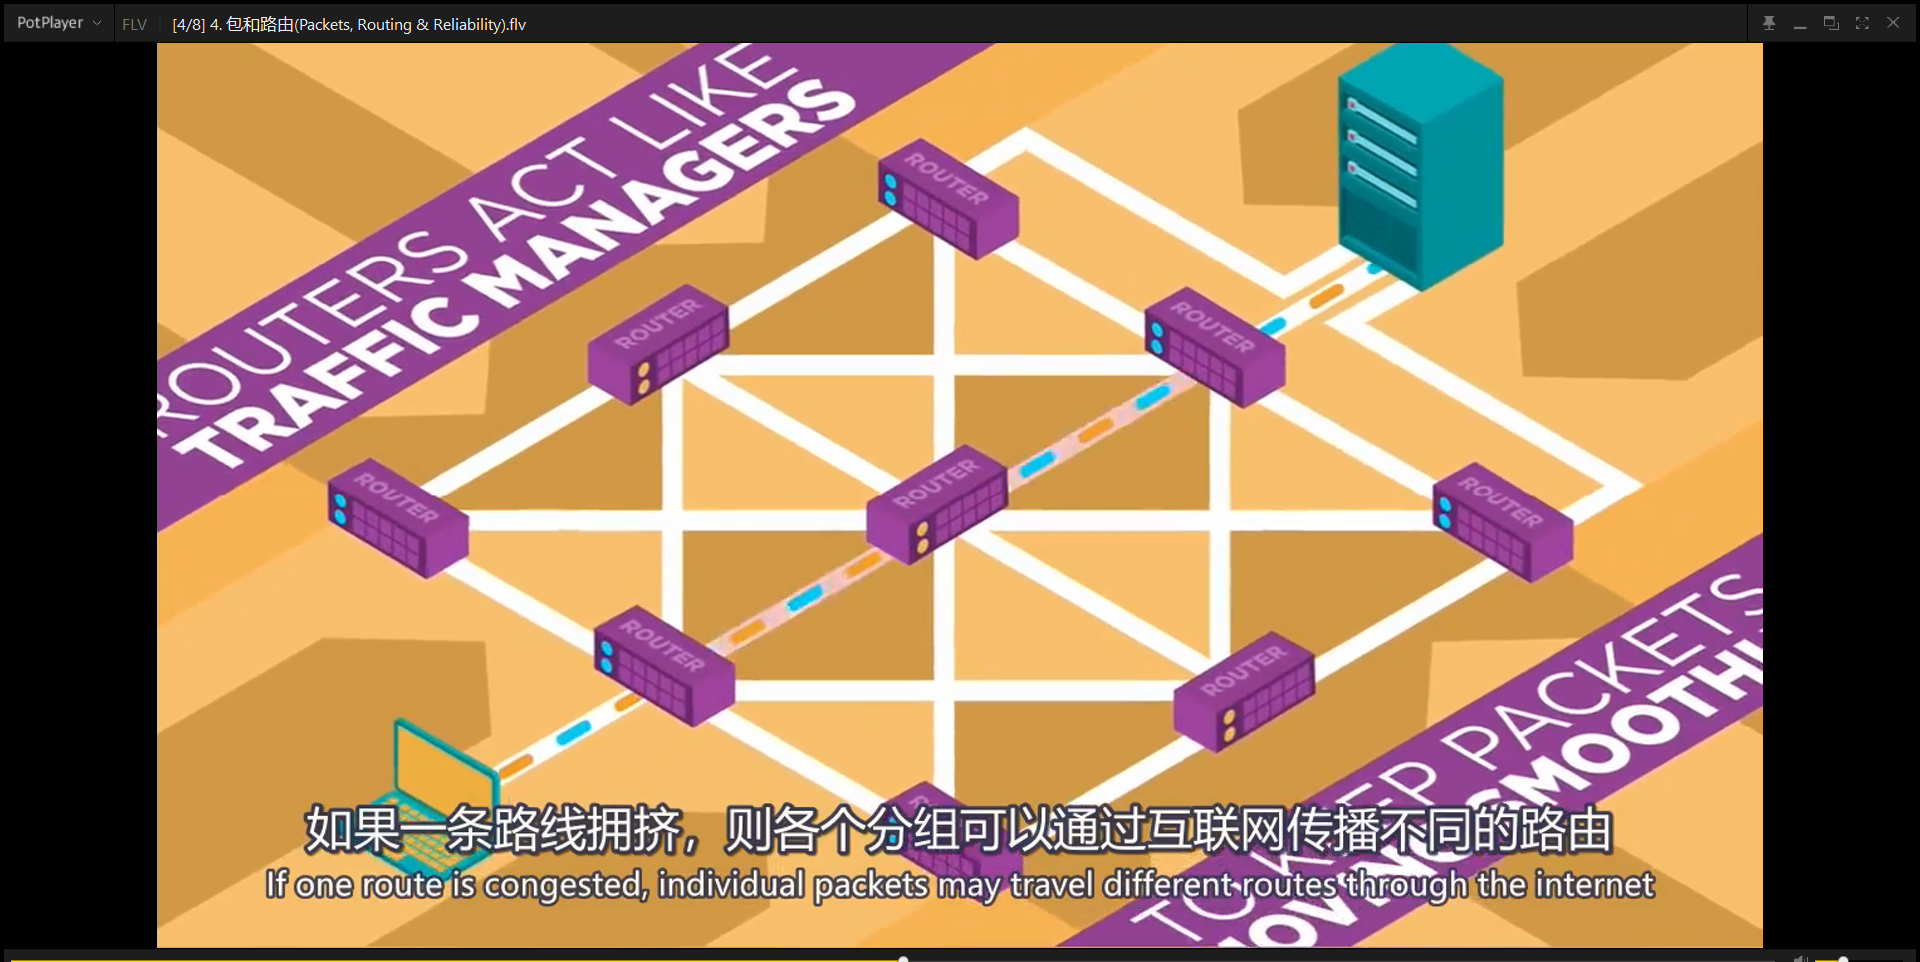 PotPlayer
FLV
[4/8] 4. 包和路由(Packets, Routing & Reliability).flv
ROUTERS ACT LIKE
TRAFFIC MANAGERS
ROUTER
ROUTER
ROUTER
ROUTER
ROUTER
ROUTER
ROUTER
ROUTER
TO KEEP PACKETS
MOVING SMOOTHL
如果一条路线拥挤，则各个分组可以通过互联网传播不同的路由
If one route is congested, individual packets may travel different routes through the internet